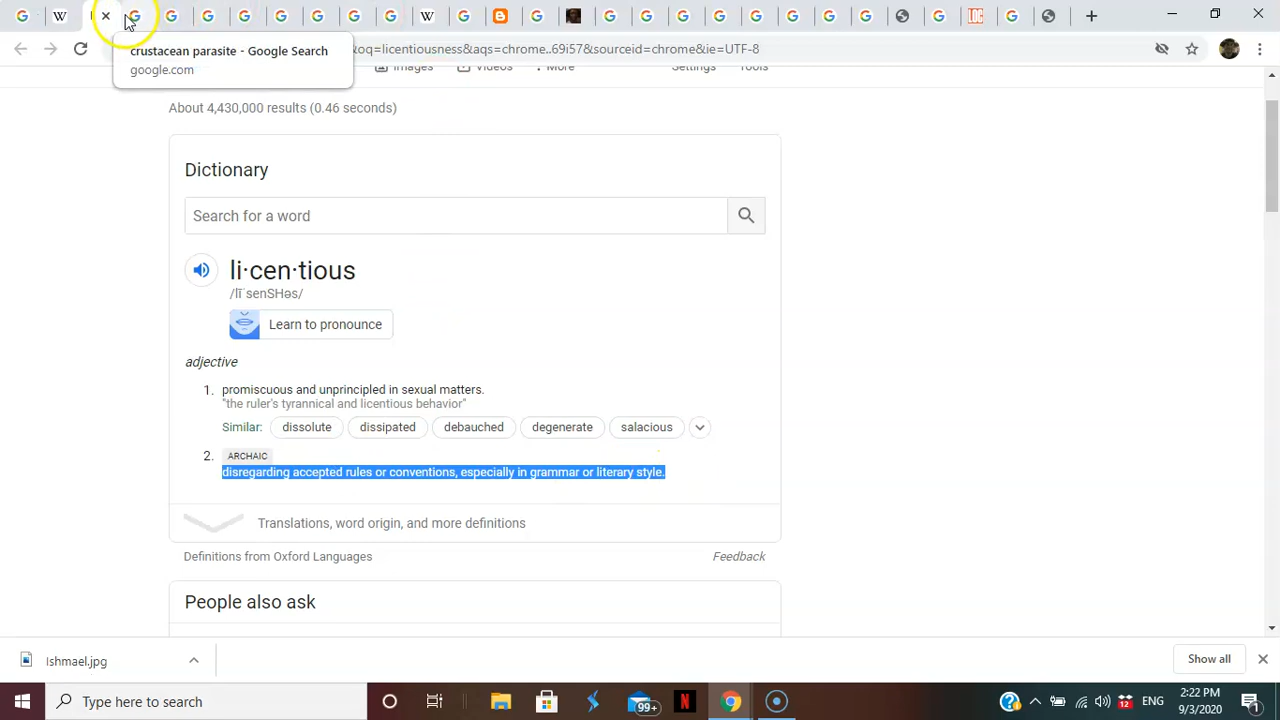 crustacean parasite - Google Search
google.com
&oq=licentiousness&aqs=chrome..69i57&sourceid=chrome&ie=UTF-8
Images Videos More Settings Tools
About 4,430,000 results (0.46 seconds)
Dictionary
Search for a word
li·cen·tious
/līˈsenSHəs/
Learn to pronounce
adjective
1. promiscuous and unprincipled in sexual matters.
"the ruler's tyrannical and licentious behavior"
Similar: dissolute dissipated debauched degenerate salacious
2. ARCHAIC
disregarding accepted rules or conventions, especially in grammar or literary style.
Translations, word origin, and more definitions
Definitions from Oxford Languages Feedback
People also ask
Ishmael.jpg Show all
Type here to search 99+ N 12 ENG 2:22 PM
9/3/2020 1